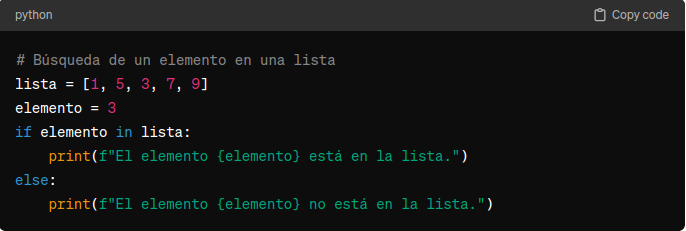 python
Copy code
# Búsqueda de un elemento en una lista
lista = [1, 5, 3, 7, 9]
elemento = 3
if elemento in lista:
    print(f"El elemento {elemento} está en la lista.")
else:
    print(f"El elemento {elemento} no está en la lista.")